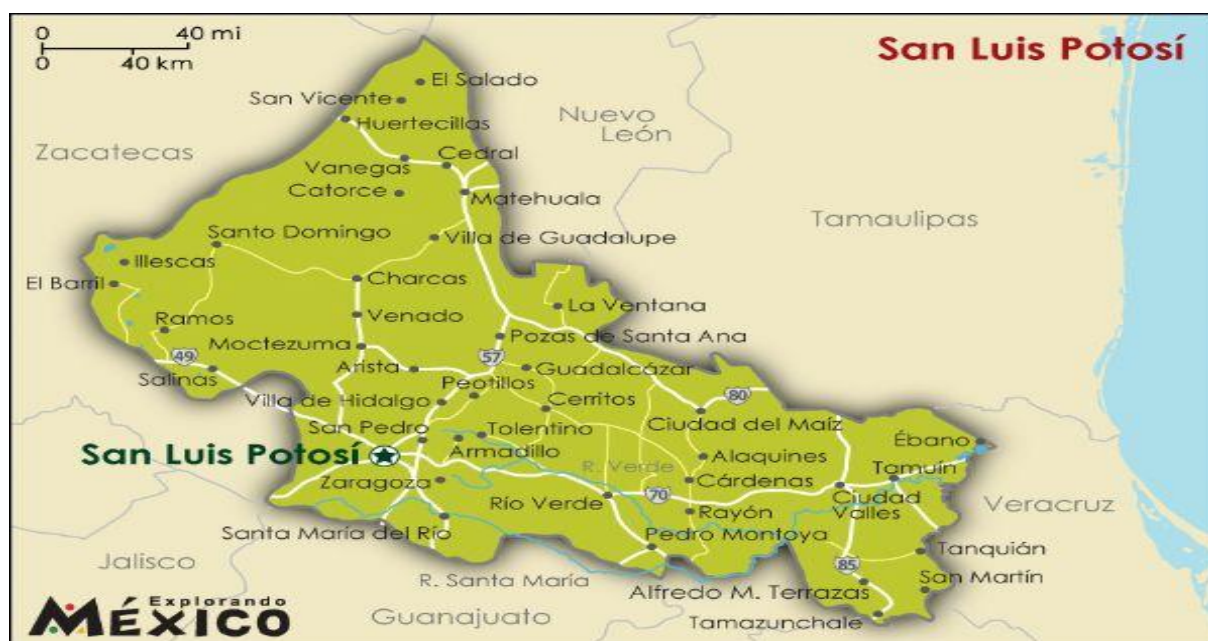 0 40 mi
0 40 km
San Luis Potosí
El Salado
San Vicente
Huertecillas
Nuevo
León
Zacatecas
Cedral
Vanegas
Catorce
Matehuala
Tamaulipas
Santo Domingo
Villa de Guadalupe
Illescas
El Barril
Charcas
La Ventana
Ramos
Venado
Pozas de Santa Ana
Moctezuma
49
57
Salinas
Arista
Guadalcázar
Peotillos
80
Villa de Hidalgo
Cerritos
San Pedro
Tolentino
Ciudad del Maíz
Ébano
San Luis Potosí
Armadillo
Alaquines
R. Verde
Tamuín
Zaragoza
Cárdenas
Río Verde
70
Ciudad
Valles
Rayón
Veracruz
Santa María del Río
Pedro Montoya
Tanquián
Jalisco
85
R. Santa María
San Martín
Alfredo M. Terrazas
Guanajuato
Tamazunchale
Explorando
MÉXICO